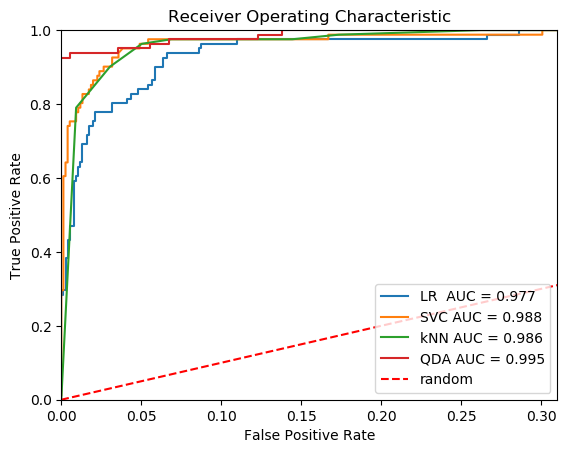 Receiver Operating Characteristic
True Positive Rate
1.0
0.8
0.6
0.4
0.2
0.0
LR  AUC = 0.977
SVC AUC = 0.988
kNN AUC = 0.986
QDA AUC = 0.995
random
0.00
0.05
0.10
0.15
0.20
0.25
0.30
False Positive Rate